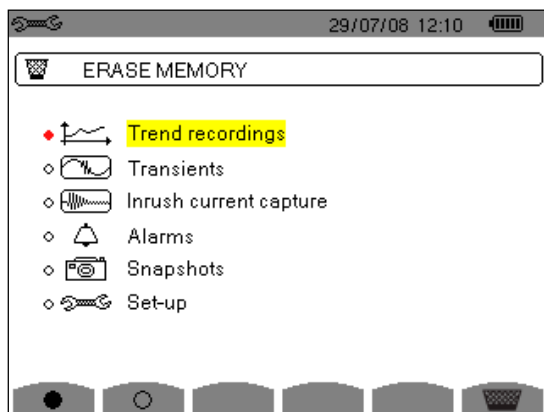 29/07/08 12:10
ERASE MEMORY
Trend recordings
Transients
Inrush current capture
Alarms
Snapshots
Set-up